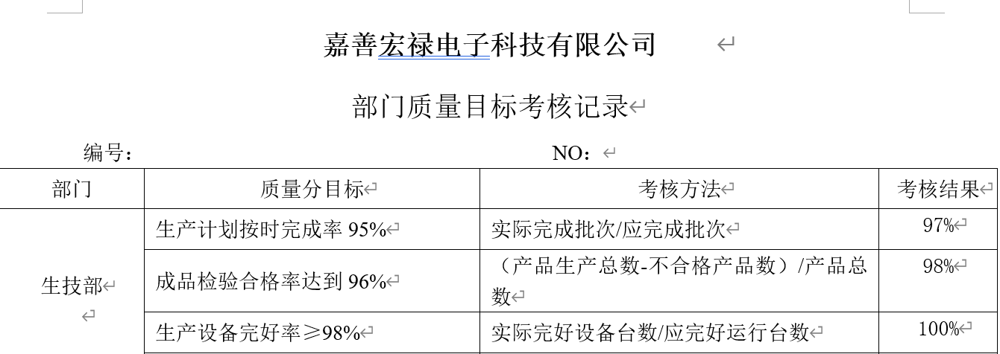 嘉善宏禄电子科技有限公司
部门质量目标考核记录
编号： NO：
部门 质量分目标 考核方法 考核结果
生产计划按时完成率 95% 实际完成批次/应完成批次 97%
生技部
成品检验合格率达到 96% （产品生产总数-不合格产品数）/产品总
数 98%
生产设备完好率≥98% 实际完好设备台数/应完好运行台数 100%